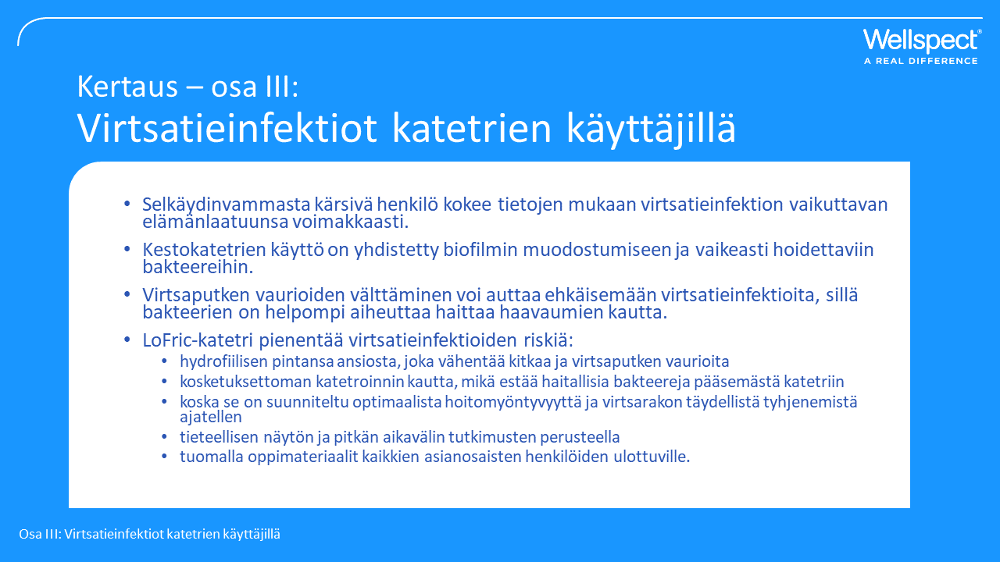 Wellspect®
A REAL DIFFERENCE
Kertaus – osa III:
Virtsatieinfektiot katetrien käyttäjillä
• Selkäydinvammasta kärsivä henkilö kokee tietojen mukaan virtsatieinfektion vaikuttavan
elämänlaatuunsa voimakkaasti.
• Kestokatetrien käyttö on yhdistetty biofilmin muodostumiseen ja vaikeasti hoidettaviin
bakteereihin.
• Virtsaputken vaurioiden välttäminen voi auttaa ehkäisemään virtsatieinfektioita, sillä
bakteerien on helpompi aiheuttaa haittaa haavaumien kautta.
• LoFric-katetri pienentää virtsatieinfektioiden riskiä:
• hydrofiilisen pintansa ansiosta, joka vähentää kitkaa ja virtsaputken vaurioita
• kosketuksettoman katetroinnin kautta, mikä estää haitallisia bakteereja pääsemästä katetriin
• koska se on suunniteltu optimaalista hoitomyöntyvyyttä ja virtsarakon täydellistä tyhjenemistä
ajatellen
• tieteellisen näytön ja pitkän aikavälin tutkimusten perusteella
• tuomalla oppimateriaalit kaikkien asianosaisten henkilöiden ulottuville.
Osa III: Virtsatieinfektiot katetrien käyttäjillä